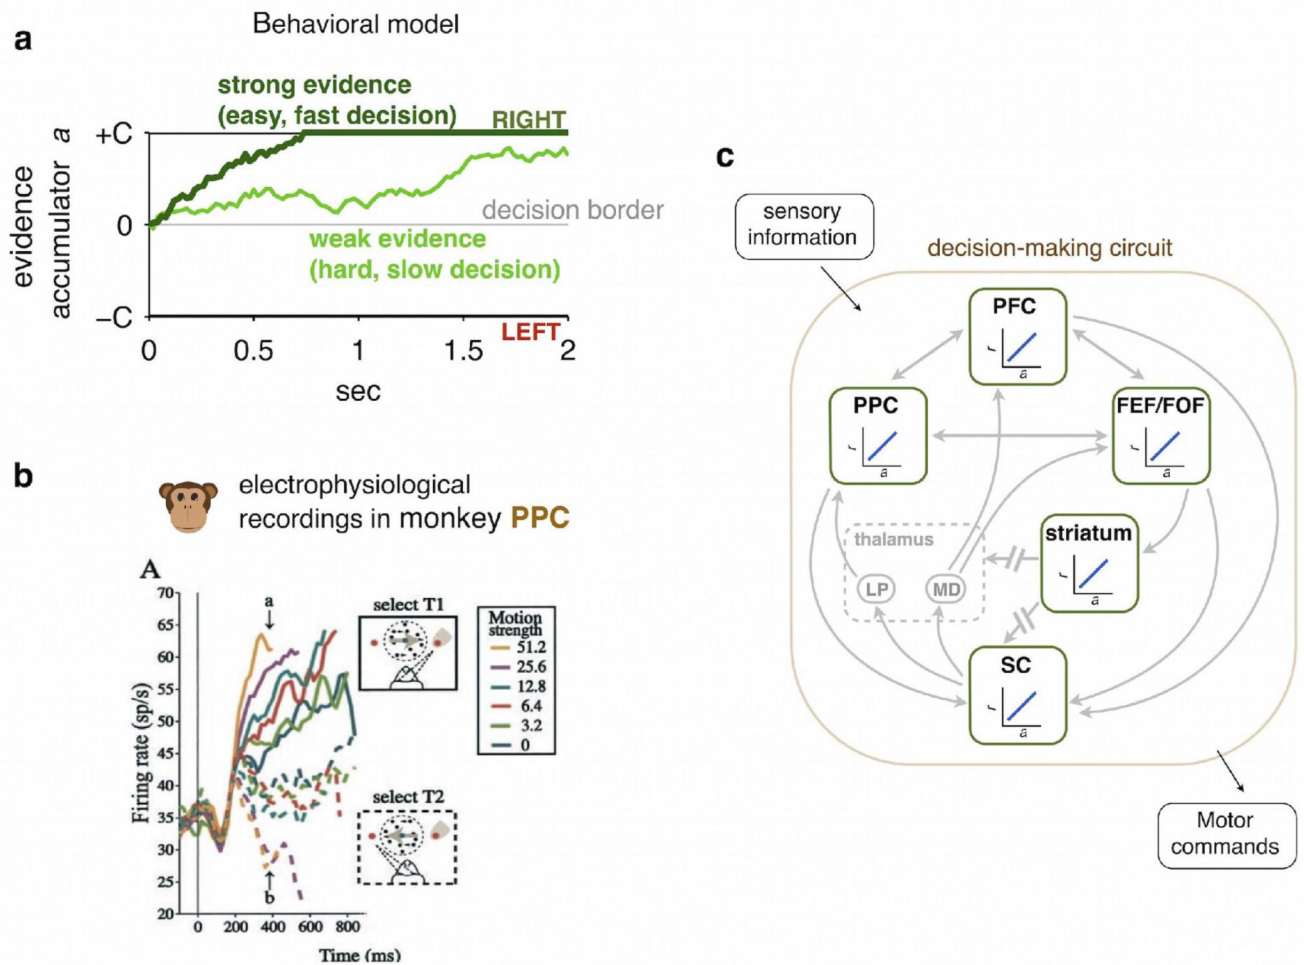 Behavioral model
a
strong evidence
(easy, fast decision)
RIGHT
+C
0
−C
evidence
accumulator a
decision border
weak evidence
(hard, slow decision)
LEFT
0 0.5 1 1.5 2
sec
b
electrophysiological
recordings in monkey PPC
A
Firing rate (sp/s)
70
65
60
55
50
45
40
35
30
25
20
a
b
0 200 400 600 800
Time (ms)
select T1
select T2
Motion
strength
51.2
25.6
12.8
6.4
3.2
0
c
sensory
information
decision-making circuit
PFC
r
a
PPC
r
a
FEF/FOF
r
a
thalamus
LP
MD
striatum
r
a
SC
r
a
Motor
commands